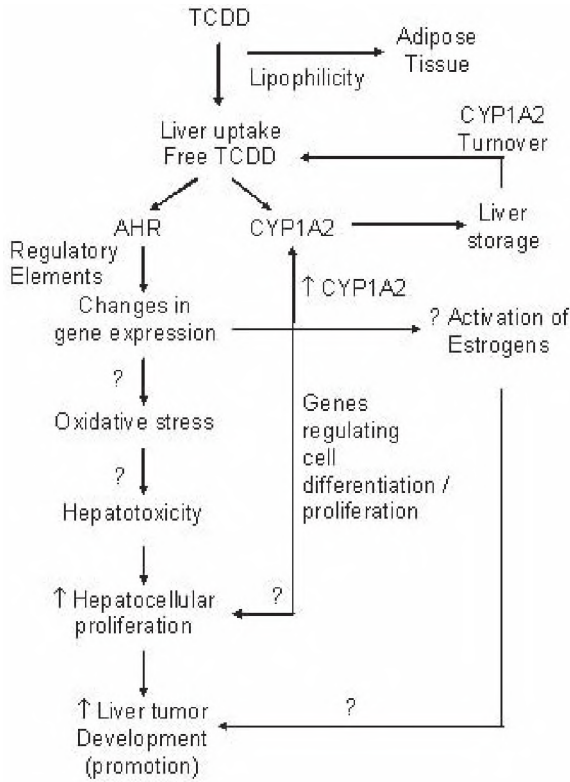 TCDD
Adipose
Tissue
Lipophilicity
CYP1A2
Turnover
Liver uptake
Free TCDD
AHR
CYP1A2
Liver
storage
Regulatory
Elements
↑ CYP1A2
Changes in
gene expression
? Activation of
Estrogens
?
Oxidative stress
Genes
regulating
cell
differentiation /
proliferation
?
Hepatotoxicity
↑ Hepatocellular
proliferation
?
↑ Liver tumor
Development
(promotion)
?